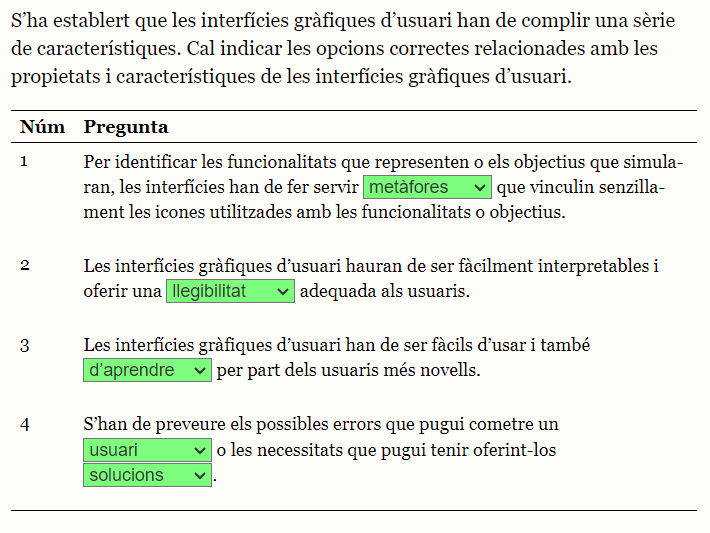 S’ha establert que les interfícies gràfiques d’usuari han de complir una sèrie
de característiques. Cal indicar les opcions correctes relacionades amb les
propietats i característiques de les interfícies gràfiques d’usuari.
Núm Pregunta
1 Per identificar les funcionalitats que representen o els objectius que simula-
ran, les interfícies han de fer servir metàfores que vinculin senzilla-
ment les icones utilitzades amb les funcionalitats o objectius.
2 Les interfícies gràfiques d’usuari hauran de ser fàcilment interpretables i
oferir una llegibilitat adequada als usuaris.
3 Les interfícies gràfiques d’usuari han de ser fàcils d’usar i també
d’aprendre per part dels usuaris més novells.
4 S’han de preveure els possibles errors que pugui cometre un
usuari o les necessitats que pugui tenir oferint-los
solucions .